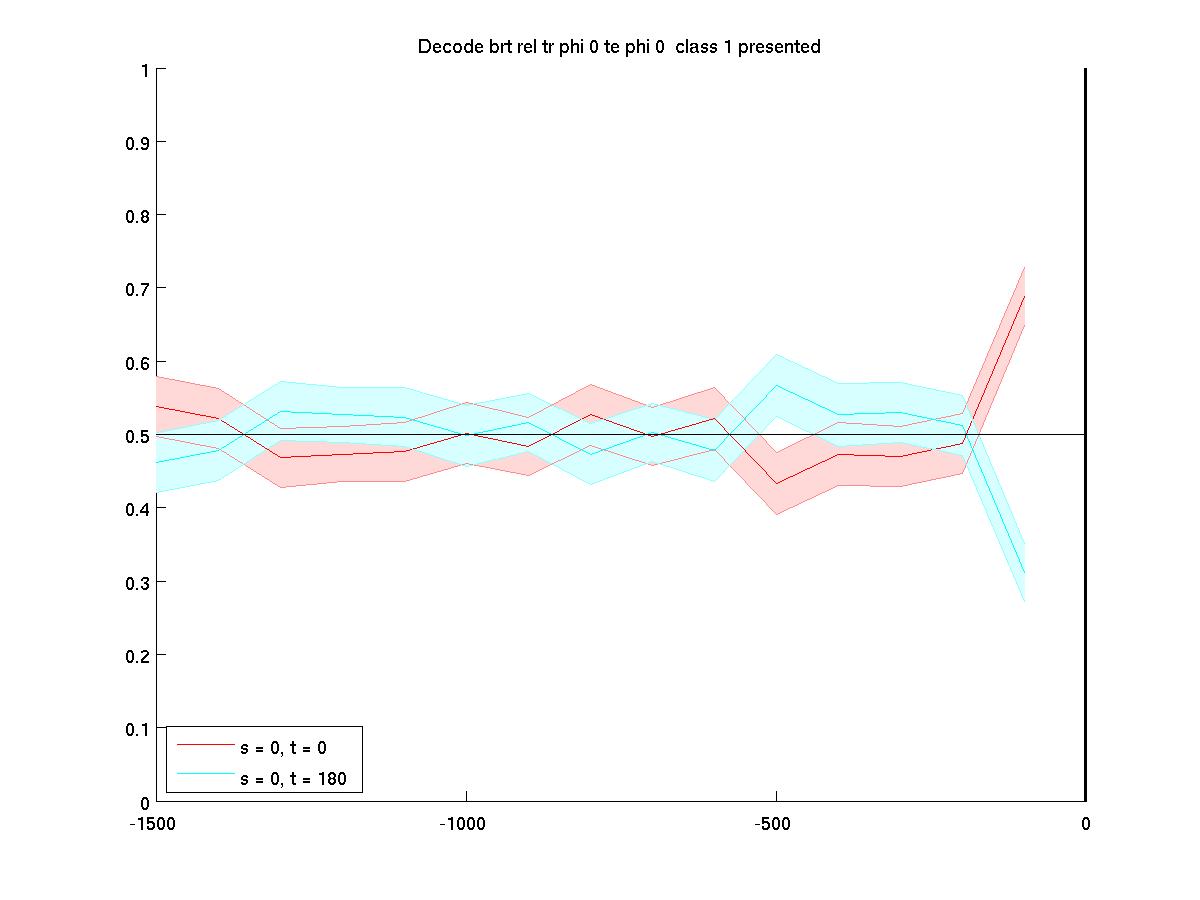 Decode brt rel tr phi 0 te phi 0 class 1 presented
1
0.9
0.8
0.7
0.6
0.5
0.4
0.3
0.2
0.1
0
s = 0, t = 0
s = 0, t = 180
-1500 -1000 -500 0